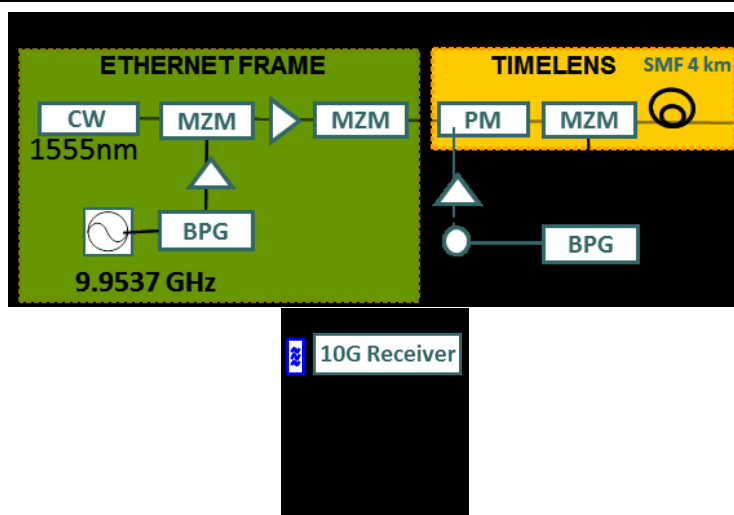 ETHERNET FRAME
TIMELENS
SMF 4 km
CW
MZM
MZM
PM
MZM
1555nm
BPG
BPG
9.9537 GHz
10G Receiver